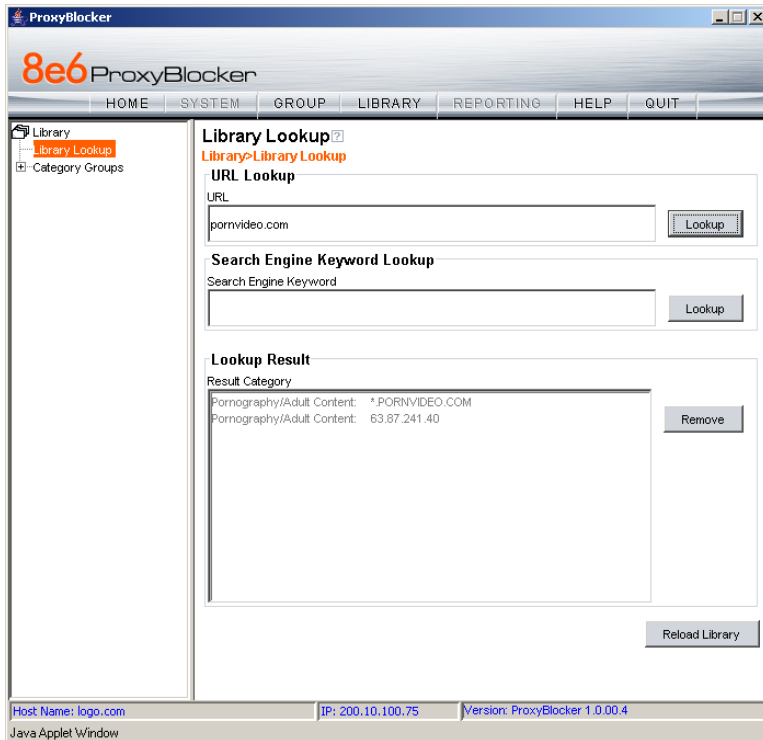 ProxyBlocker
8e6 ProxyBlocker
HOME SYSTEM GROUP LIBRARY REPORTING HELP QUIT
Library
Library Lookup
Category Groups
Library Lookup?
Library>Library Lookup
URL Lookup
URL
pornvideo.com
Lookup
Search Engine Keyword Lookup
Search Engine Keyword
Lookup
Lookup Result
Result Category
Pornography/Adult Content: *.PORNVIDEO.COM
Pornography/Adult Content: 63.87.241.40
Remove
Reload Library
Host Name: logo.com IP: 200.10.100.75 Version: ProxyBlocker 1.0.00.4
Java Applet Window